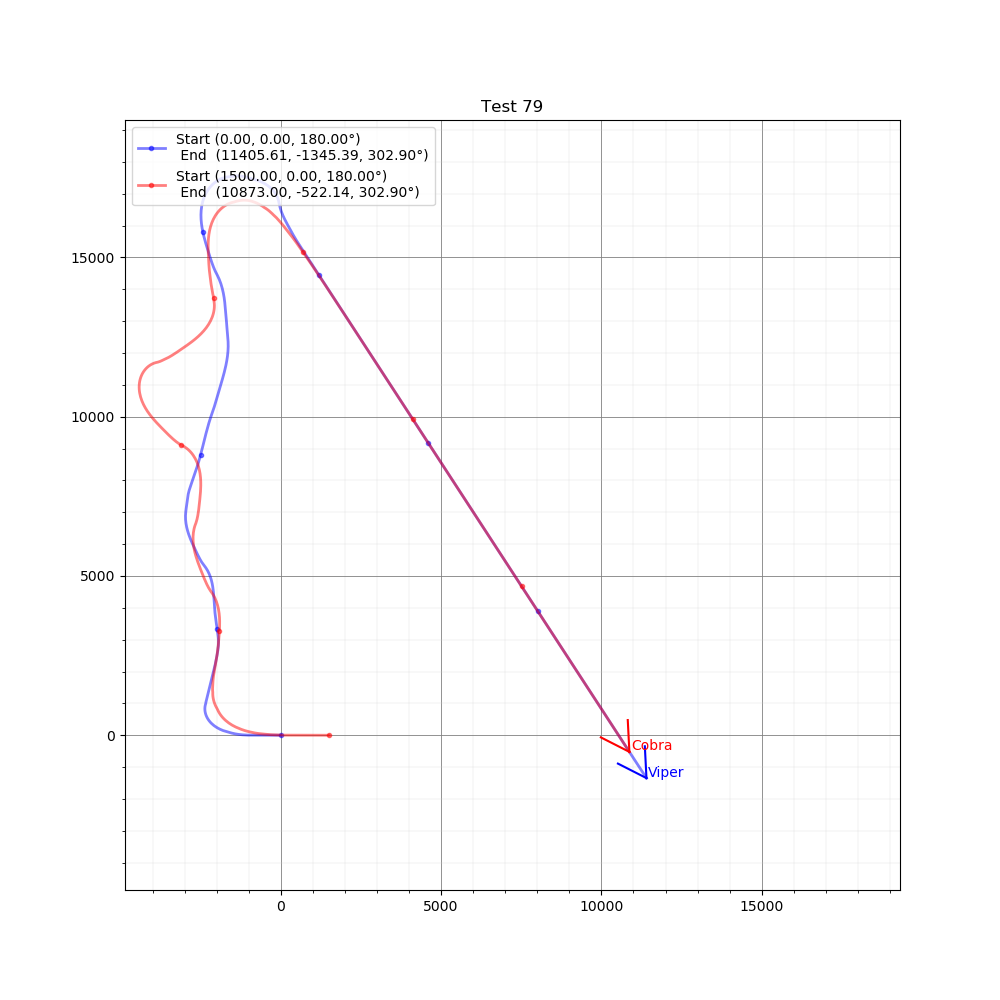 Test 79
Start (0.00, 0.00, 180.00°)
End  (11405.61, -1345.39, 302.90°)
Start (1500.00, 0.00, 180.00°)
End  (10873.00, -522.14, 302.90°)
15000
10000
5000
0
Cobra
Viper
0
5000
10000
15000